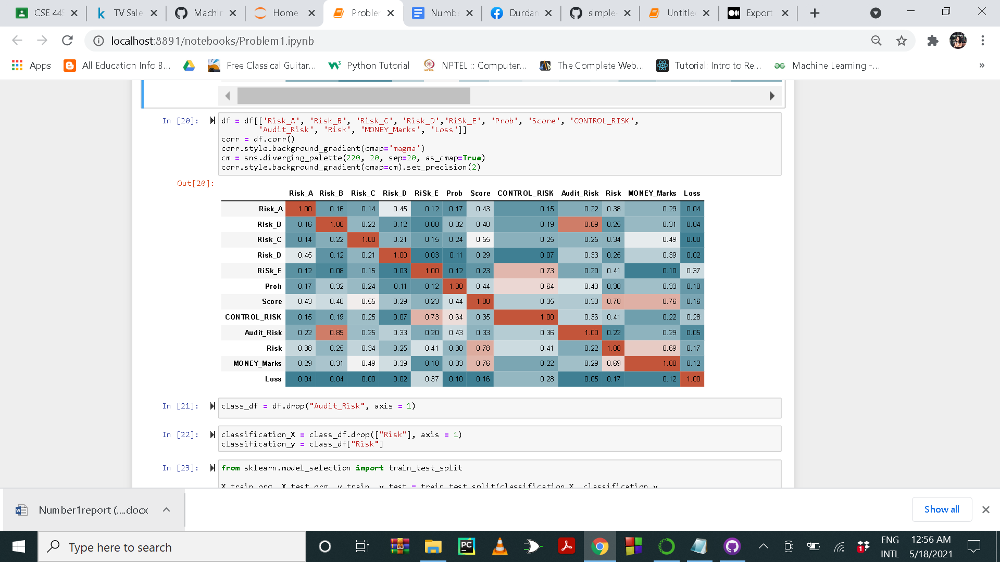 CSE 445
TV Sale
Machin
Home
Probler
Numb
Durdan
simple-
Untitle
Export
localhost:8891/notebooks/Problem1.ipynb
Apps
All Education Info B...
Free Classical Guitar...
Python Tutorial
NPTEL :: Computer...
The Complete Web...
Tutorial: Intro to Re...
Machine Learning -...
»
In [20]:
df = df[['Risk_A', 'Risk_B', 'Risk_C', 'Risk_D','RiSk_E', 'Prob', 'Score', 'CONTROL_RISK',
'Audit_Risk', 'Risk', 'MONEY_Marks', 'Loss']]
corr = df.corr()
corr.style.background_gradient(cmap='magma')
cm = sns.diverging_palette(220, 20, sep=20, as_cmap=True)
corr.style.background_gradient(cmap=cm).set_precision(2)
Out[20]:
Risk_A Risk_B Risk_C Risk_D RiSk_E Prob Score CONTROL_RISK Audit_Risk Risk MONEY_Marks Loss
Risk_A 1.00 0.16 0.14 0.45 0.12 0.17 0.43 0.15 0.22 0.38 0.29 0.04
Risk_B 0.16 1.00 0.22 0.12 0.08 0.32 0.40 0.19 0.89 0.25 0.31 0.04
Risk_C 0.14 0.22 1.00 0.21 0.15 0.24 0.55 0.25 0.25 0.34 0.49 0.00
Risk_D 0.45 0.12 0.21 1.00 0.03 0.11 0.29 0.07 0.33 0.25 0.39 0.02
RiSk_E 0.12 0.08 0.15 0.03 1.00 0.12 0.23 0.73 0.20 0.41 0.10 0.37
Prob 0.17 0.32 0.24 0.11 0.12 1.00 0.44 0.64 0.43 0.30 0.33 0.10
Score 0.43 0.40 0.55 0.29 0.23 0.44 1.00 0.35 0.33 0.78 0.76 0.16
CONTROL_RISK 0.15 0.19 0.25 0.07 0.73 0.64 0.35 1.00 0.36 0.41 0.22 0.28
Audit_Risk 0.22 0.89 0.25 0.33 0.20 0.43 0.33 0.36 1.00 0.22 0.29 0.05
Risk 0.38 0.25 0.34 0.25 0.41 0.30 0.78 0.41 0.22 1.00 0.69 0.17
MONEY_Marks 0.29 0.31 0.49 0.39 0.10 0.33 0.76 0.22 0.29 0.69 1.00 0.12
Loss 0.04 0.04 0.00 0.02 0.37 0.10 0.16 0.28 0.05 0.17 0.12 1.00
In [21]:
class_df = df.drop("Audit_Risk", axis = 1)
In [22]:
classification_X = class_df.drop(["Risk"], axis = 1)
classification_y = class_df["Risk"]
In [23]:
from sklearn.model_selection import train_test_split
X_train_org, X_test_org, y_train, y_test = train_test_split(classification_X, classification_y,
Number1report (....docx
Show all
Type here to search
ENG
INTL
12:56 AM
5/18/2021